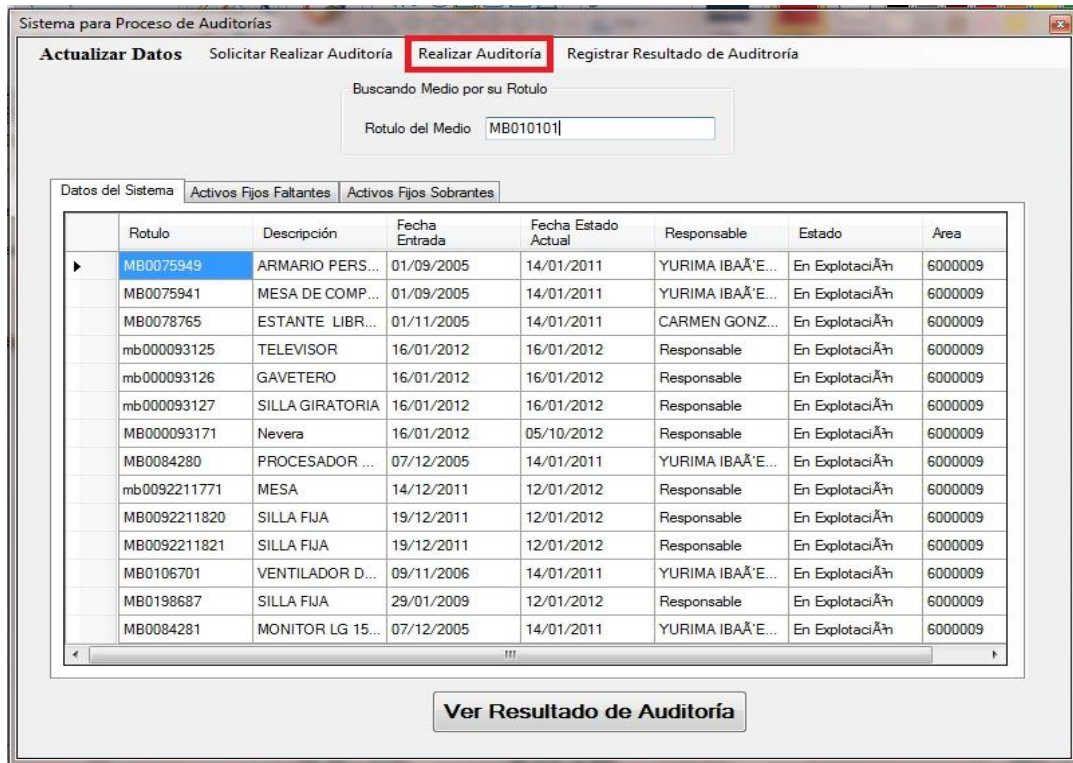 Sistema para Proceso de Auditorías
Actualizar Datos Solicitar Realizar Auditoría Realizar Auditoría Registrar Resultado de Auditroría
Buscando Medio por su Rotulo
Rotulo del Medio MB010101
Datos del Sistema Activos Fijos Faltantes Activos Fijos Sobrantes
Rotulo Descripción Fecha Entrada Fecha Estado Actual Responsable Estado Area
MB0075949 ARMARIO PERS... 01/09/2005 14/01/2011 YURIMA IBAÃ'E... En ExplotaciÃ³n 6000009
MB0075941 MESA DE COMP... 01/09/2005 14/01/2011 YURIMA IBAÃ'E... En ExplotaciÃ³n 6000009
MB0078765 ESTANTE LIBR... 01/11/2005 14/01/2011 CARMEN GONZ... En ExplotaciÃ³n 6000009
mb000093125 TELEVISOR 16/01/2012 16/01/2012 Responsable En ExplotaciÃ³n 6000009
mb000093126 GAVETERO 16/01/2012 16/01/2012 Responsable En ExplotaciÃ³n 6000009
mb000093127 SILLA GIRATORIA 16/01/2012 16/01/2012 Responsable En ExplotaciÃ³n 6000009
MB000093171 Nevera 16/01/2012 05/10/2012 Responsable En ExplotaciÃ³n 6000009
MB0084280 PROCESADOR ... 07/12/2005 14/01/2011 YURIMA IBAÃ'E... En ExplotaciÃ³n 6000009
mb0092211771 MESA 14/12/2011 12/01/2012 Responsable En ExplotaciÃ³n 6000009
MB0092211820 SILLA FIJA 19/12/2011 12/01/2012 Responsable En ExplotaciÃ³n 6000009
MB0092211821 SILLA FIJA 19/12/2011 12/01/2012 Responsable En ExplotaciÃ³n 6000009
MB0106701 VENTILADOR D... 09/11/2006 14/01/2011 YURIMA IBAÃ'E... En ExplotaciÃ³n 6000009
MB0198687 SILLA FIJA 29/01/2009 12/01/2012 Responsable En ExplotaciÃ³n 6000009
MB0084281 MONITOR LG 15... 07/12/2005 14/01/2011 YURIMA IBAÃ'E... En ExplotaciÃ³n 6000009
Ver Resultado de Auditoría